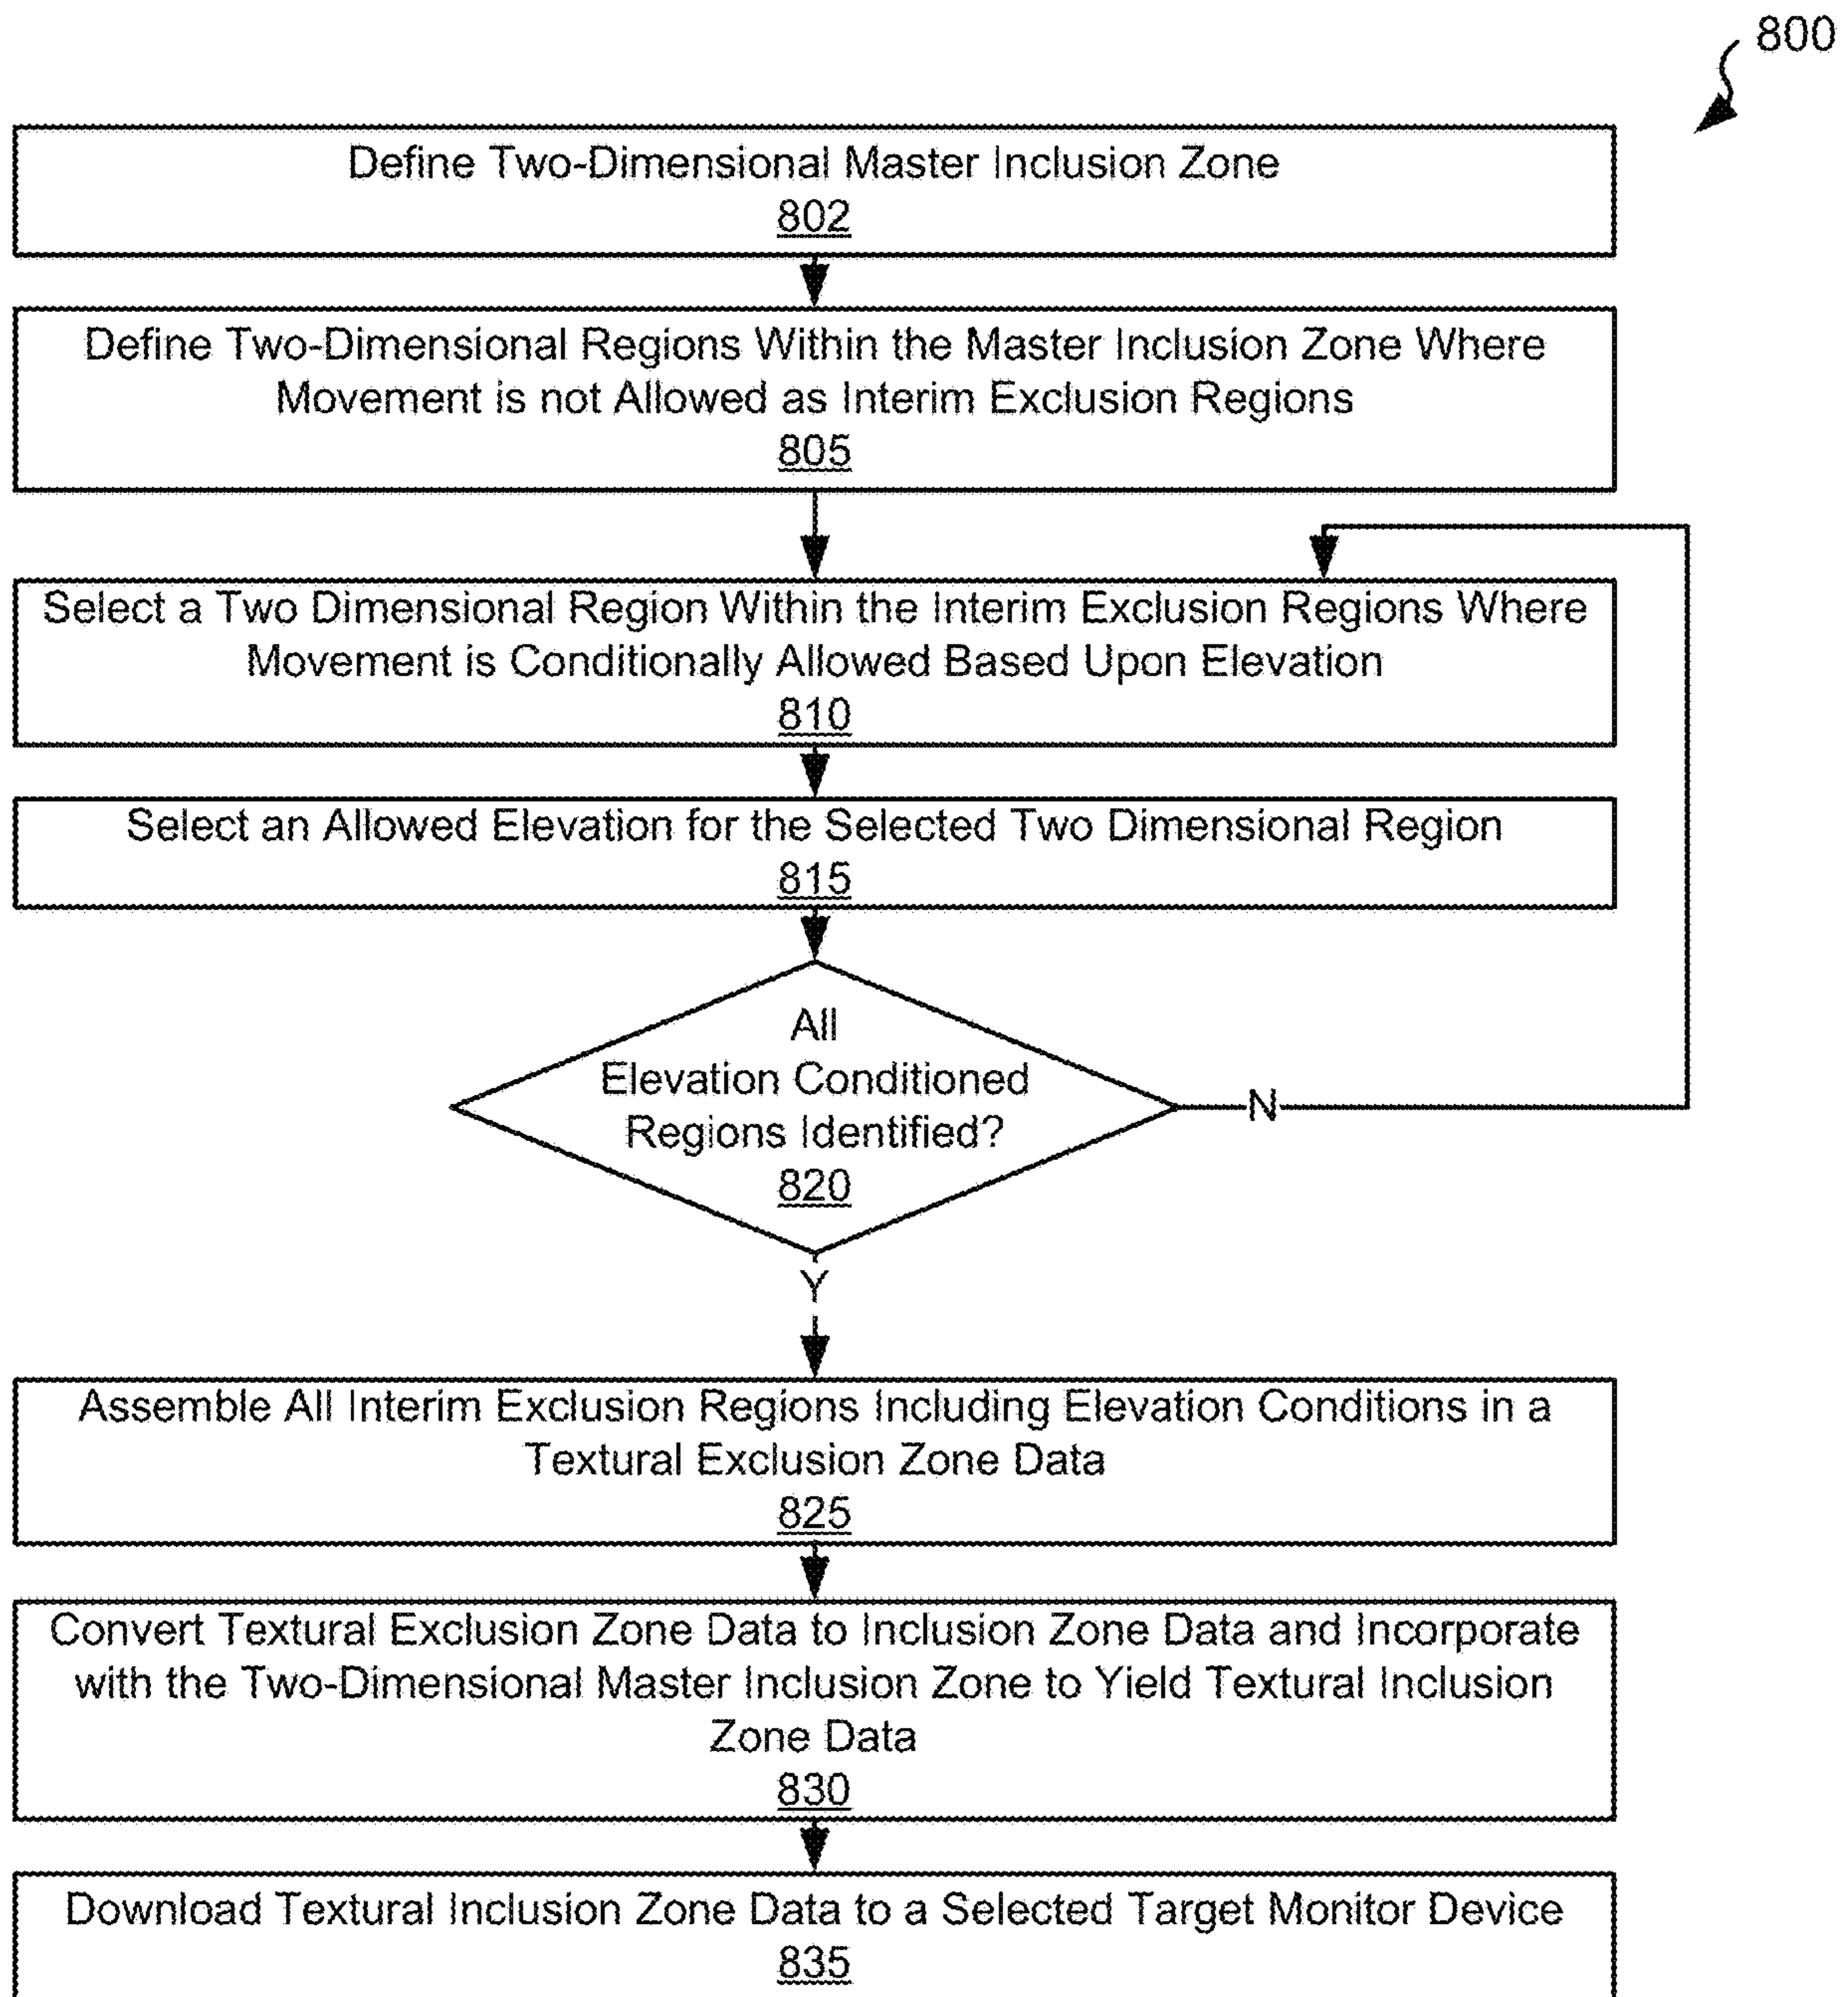 800
Define Two-Dimensional Master Inclusion Zone
802
Define Two-Dimensional Regions Within the Master Inclusion Zone Where
Movement is not Allowed as Interim Exclusion Regions
805
Select a Two Dimensional Region Within the Interim Exclusion Regions Where
Movement is Conditionally Allowed Based Upon Elevation
810
Select an Allowed Elevation for the Selected Two Dimensional Region
815
All
Elevation Conditioned
Regions Identified?
820
N
Y
Assemble All Interim Exclusion Regions Including Elevation Conditions in a
Textural Exclusion Zone Data
825
Convert Textural Exclusion Zone Data to Inclusion Zone Data and Incorporate
with the Two-Dimensional Master Inclusion Zone to Yield Textural Inclusion
Zone Data
830
Download Textural Inclusion Zone Data to a Selected Target Monitor Device
835